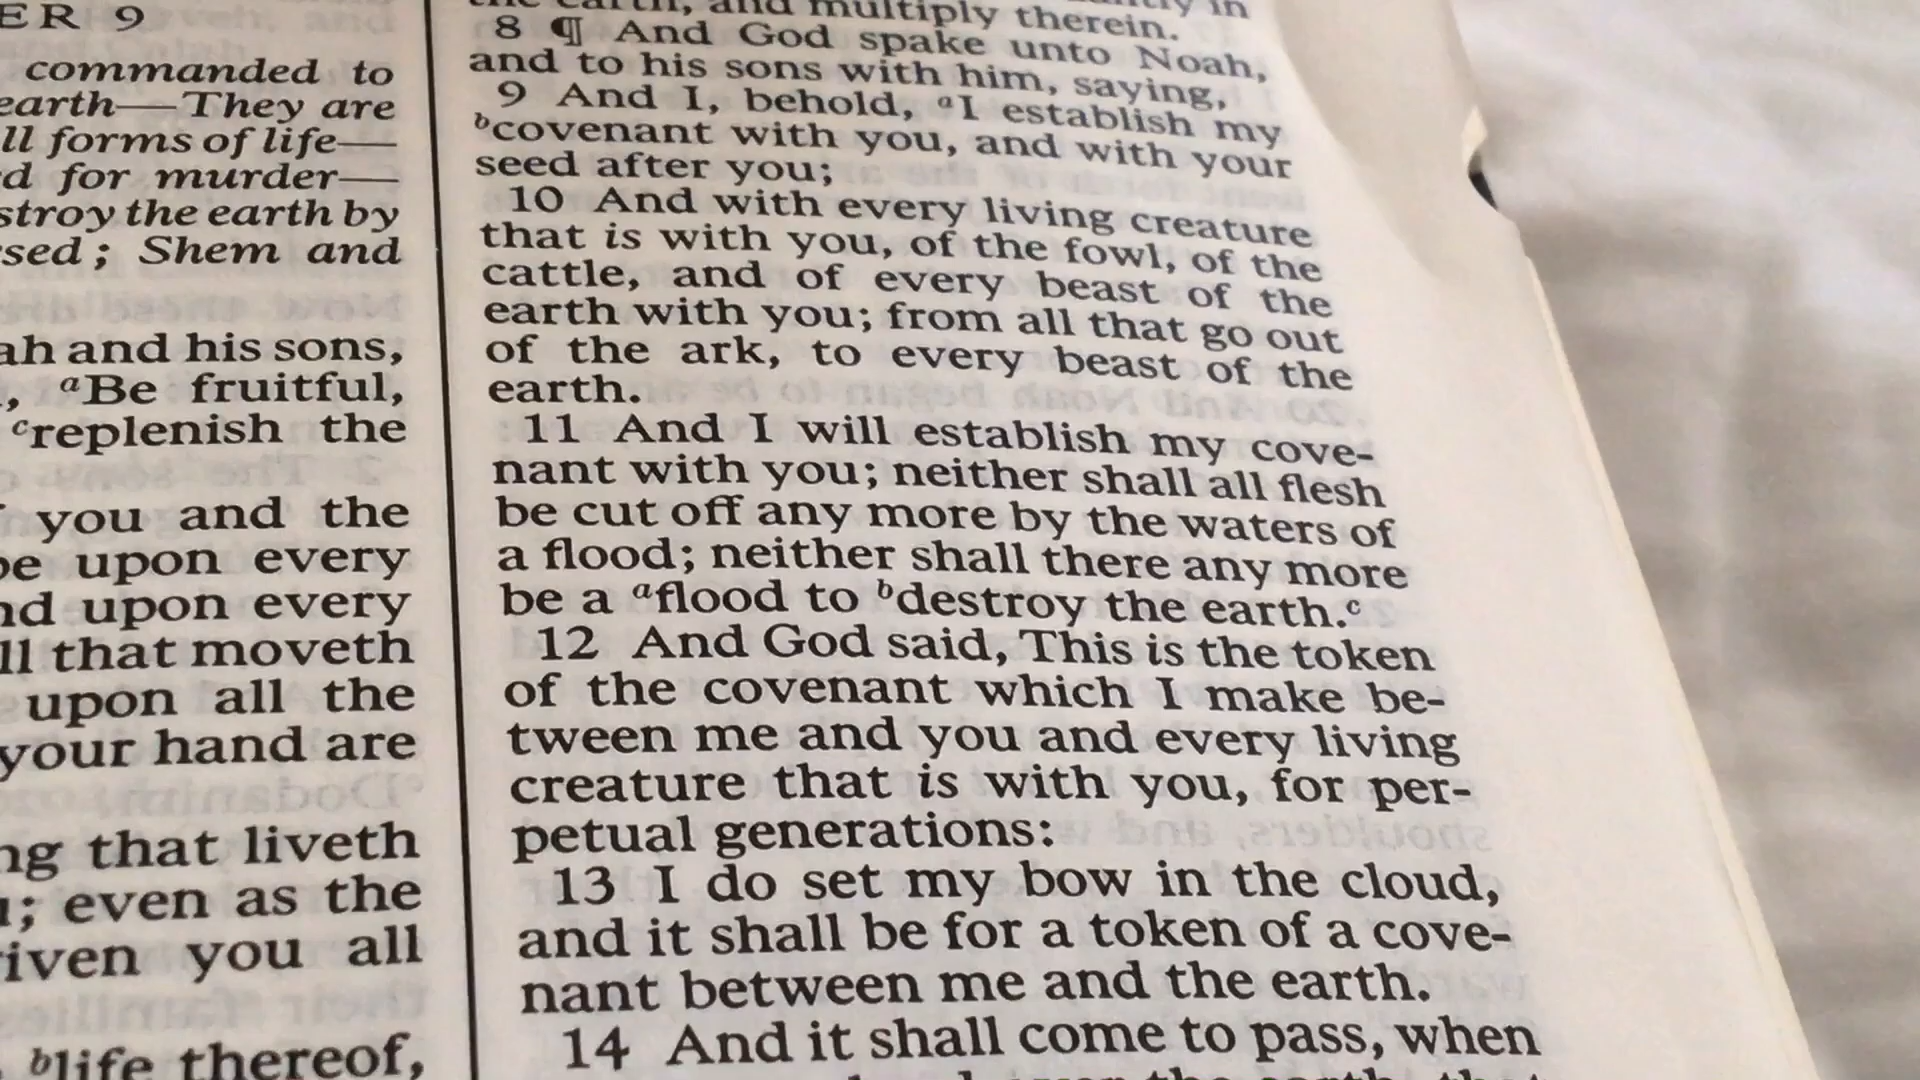 ER 9
commanded to
earth—They are
ll forms of life—
d for murder—
stroy the earth by
sed; Shem and
ah and his sons,
, aBe fruitful,
creplenish the
you and the
be upon every
nd upon every
ll that moveth
upon all the
your hand are
ng that liveth
; even as the
iven you all
blife thereof,
the earth, and multiply therein.
8 ¶ And God spake unto Noah,
and to his sons with him, saying,
9 And I, behold, aI establish my
bcovenant with you, and with your
seed after you;
10 And with every living creature
that is with you, of the fowl, of the
cattle, and of every beast of the
earth with you; from all that go out
of the ark, to every beast of the
earth.
11 And I will establish my cove-
nant with you; neither shall all flesh
be cut off any more by the waters of
a flood; neither shall there any more
be a aflood to bdestroy the earth.c
12 And God said, This is the token
of the covenant which I make be-
tween me and you and every living
creature that is with you, for per-
petual generations:
13 I do set my bow in the cloud,
and it shall be for a token of a cove-
nant between me and the earth.
14 And it shall come to pass, when